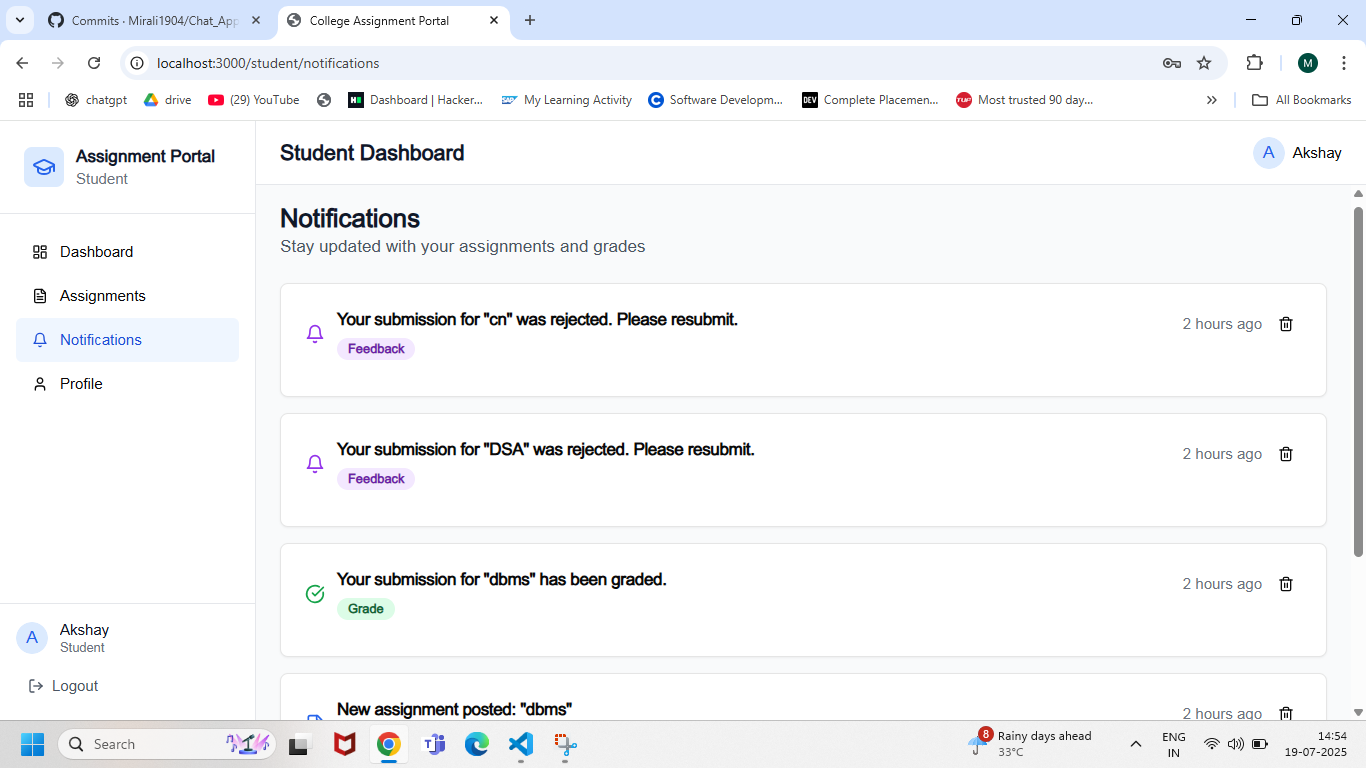 Commits · Mirali1904/Chat_App
College Assignment Portal
localhost:3000/student/notifications
M
chatgpt
drive
(29) YouTube
Dashboard | Hacker...
SAP
My Learning Activity
C
Software Developm...
DEV
Complete Placemen...
TUP
Most trusted 90 day...
All Bookmarks
Assignment Portal
Student
Student Dashboard
A
Akshay
Dashboard
Assignments
Notifications
Profile
Notifications
Stay updated with your assignments and grades
Your submission for "cn" was rejected. Please resubmit.
2 hours ago
Feedback
Your submission for "DSA" was rejected. Please resubmit.
2 hours ago
Feedback
Your submission for "dbms" has been graded.
2 hours ago
Grade
New assignment posted: "dbms"
2 hours ago
A
Akshay
Student
Logout
Search
8
Rainy days ahead
33°C
ENG
IN
14:54
19-07-2025